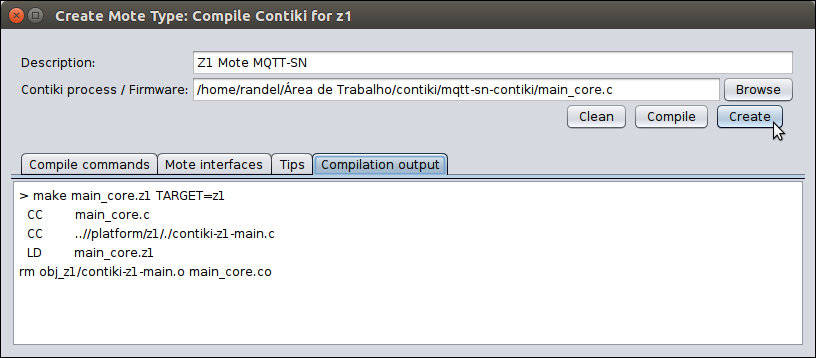 Create Mote Type: Compile Contiki for z1
Description: Z1 Mote MQTT-SN
Contiki process / Firmware: /home/randel/Área de Trabalho/contiki/mqtt-sn-contiki/main_core.c Browse
Clean Compile Create
Compile commands Mote interfaces Tips Compilation output
> make main_core.z1 TARGET=z1
CC main_core.c
CC ..//platform/z1/./contiki-z1-main.c
LD main_core.z1
rm obj_z1/contiki-z1-main.o main_core.co